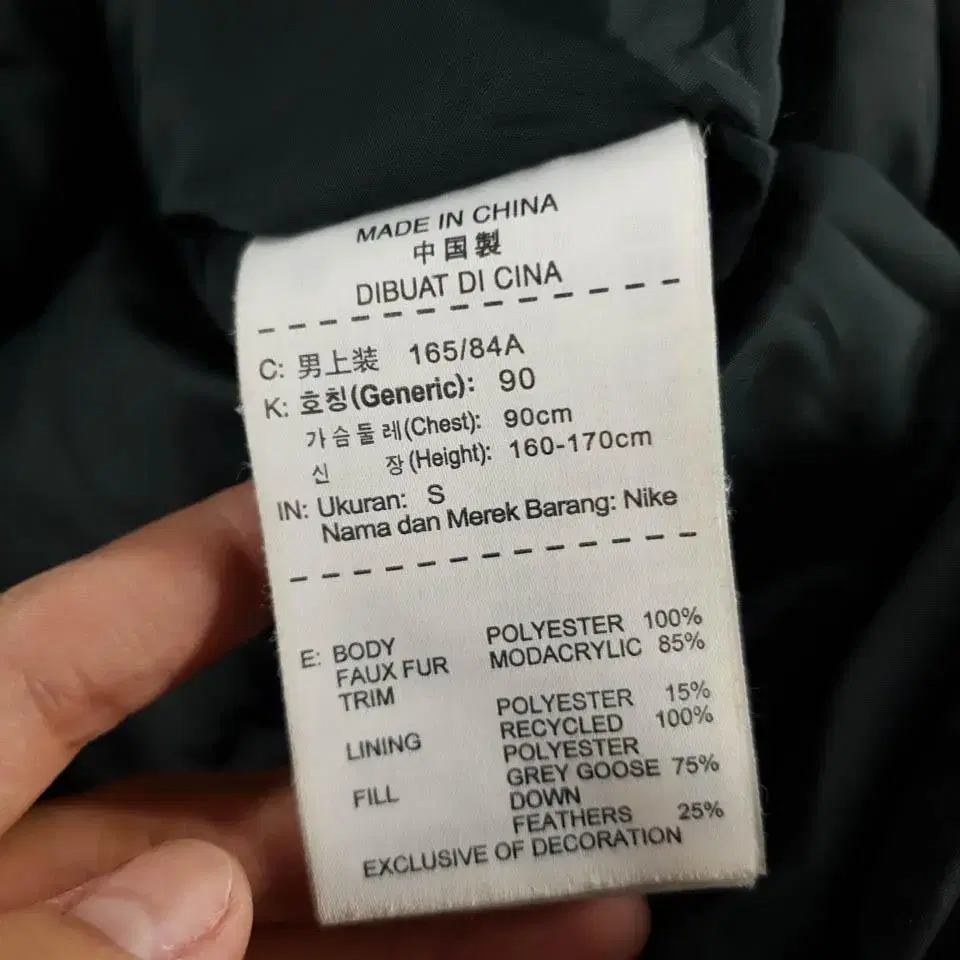 MADE IN CHINA
中国製
DIBUAT DI CINA
C: 男上装 165/84A
K: 호칭(Generic): 90
가슴둘레(Chest): 90cm
신 장(Height): 160-170cm
IN: Ukuran: S
Nama dan Merek Barang: Nike
E: BODY POLYESTER 100%
FAUX FUR MODACRYLIC 85%
TRIM
POLYESTER 15%
LINING RECYCLED 100%
POLYESTER
FILL GREY GOOSE 75%
DOWN
FEATHERS 25%
EXCLUSIVE OF DECORATION